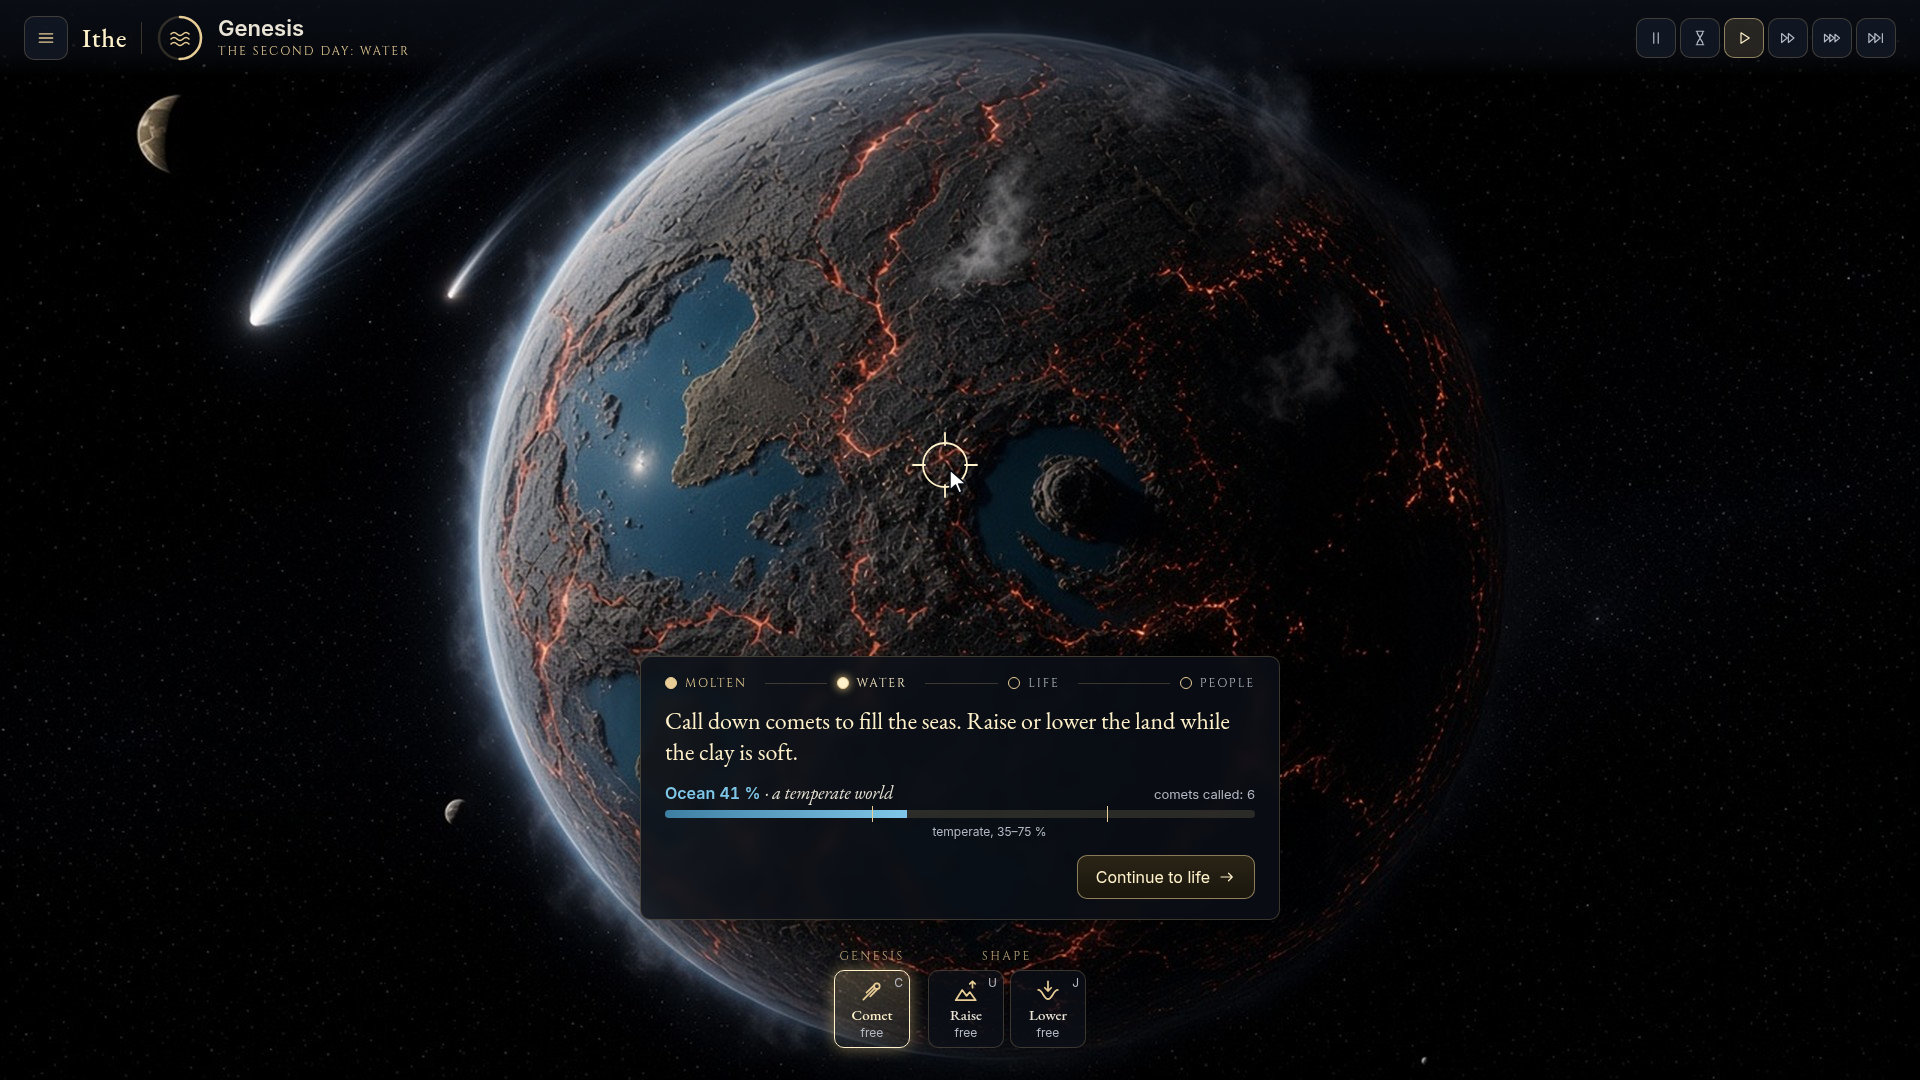 Ithe
Genesis
THE SECOND DAY: WATER
MOLTEN
WATER
LIFE
PEOPLE
Call down comets to fill the seas. Raise or lower the land while
the clay is soft.
Ocean 41 % · a temperate world
comets called: 6
temperate, 35–75 %
Continue to life →
GENESIS
SHAPE
C
Comet
free
U
Raise
free
J
Lower
free